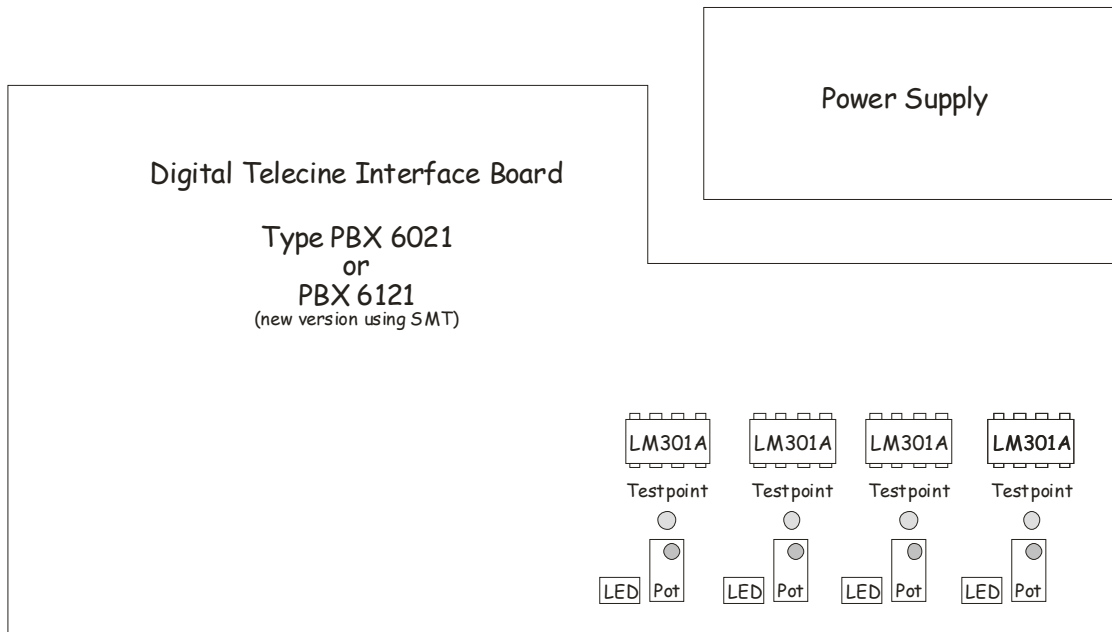 Power Supply
Digital Telecine Interface Board
Type PBX 6021
or
PBX 6121
(new version using SMT)
LM301A LM301A LM301A LM301A
Testpoint Testpoint Testpoint Testpoint
LED Pot LED Pot LED Pot LED Pot